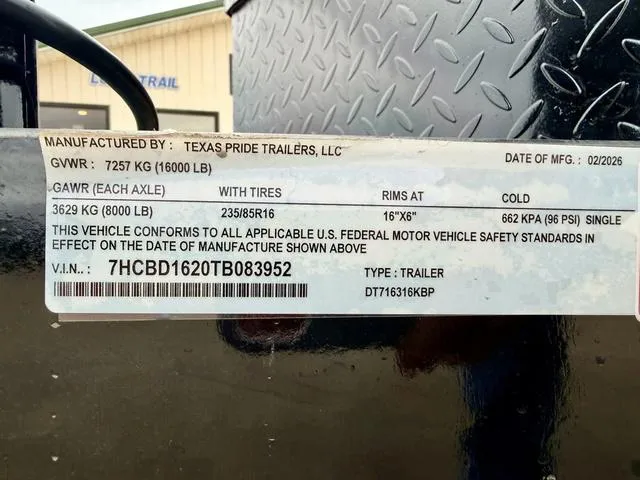 TRAIL
MANUFACTURED BY : TEXAS PRIDE TRAILERS, LLC
GVWR : 7257 KG (16000 LB) DATE OF MFG. : 02/2026
GAWR (EACH AXLE) WITH TIRES RIMS AT COLD
3629 KG (8000 LB) 235/85R16 16"X6" 662 KPA (96 PSI) SINGLE
THIS VEHICLE CONFORMS TO ALL APPLICABLE U.S. FEDERAL MOTOR VEHICLE SAFETY STANDARDS IN
EFFECT ON THE DATE OF MANUFACTURE SHOWN ABOVE
V.I.N.. : 7HCBD1620TB083952 TYPE : TRAILER
DT716316KBP